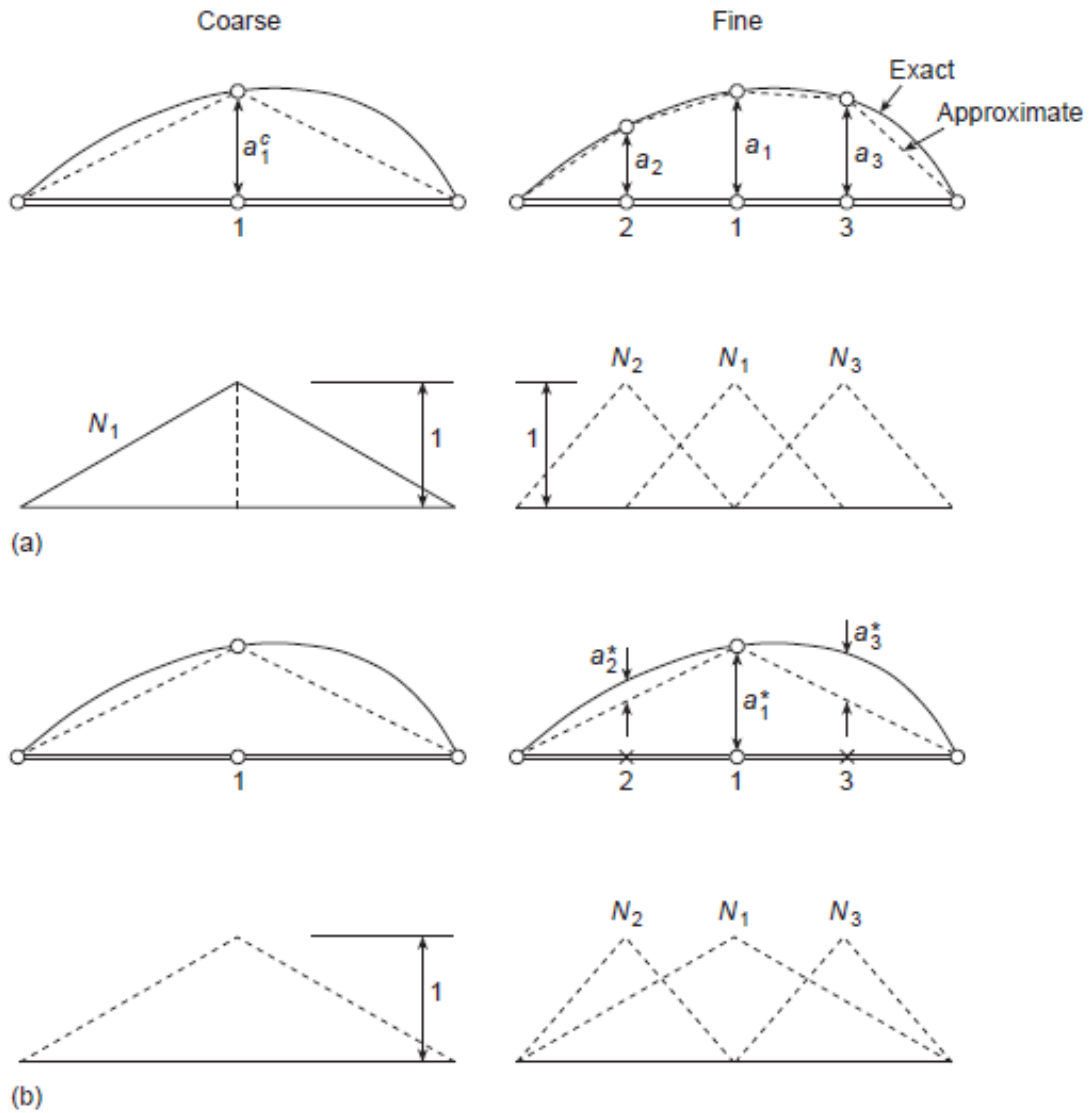 Coarse
Fine
Exact
Approximate
a₁ᶜ
a₂
a₁
a₃
1
2
1
3
N₁
1
N₂
N₁
N₃
1
(a)
a₂*
a₁*
a₃*
1
2
1
3
1
N₂
N₁
N₃
(b)